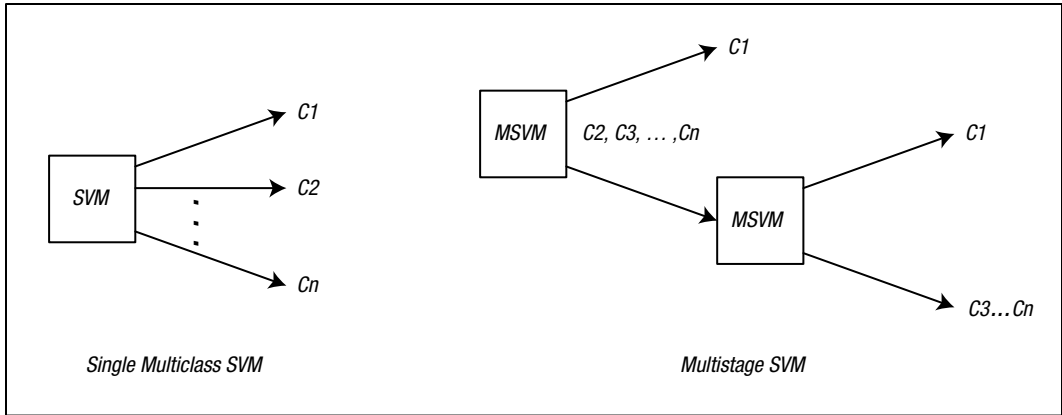 SVM
C1
C2
Cn
Single Multiclass SVM
MSVM
C1
C2, C3, ... ,Cn
MSVM
C1
C3...Cn
Multistage SVM